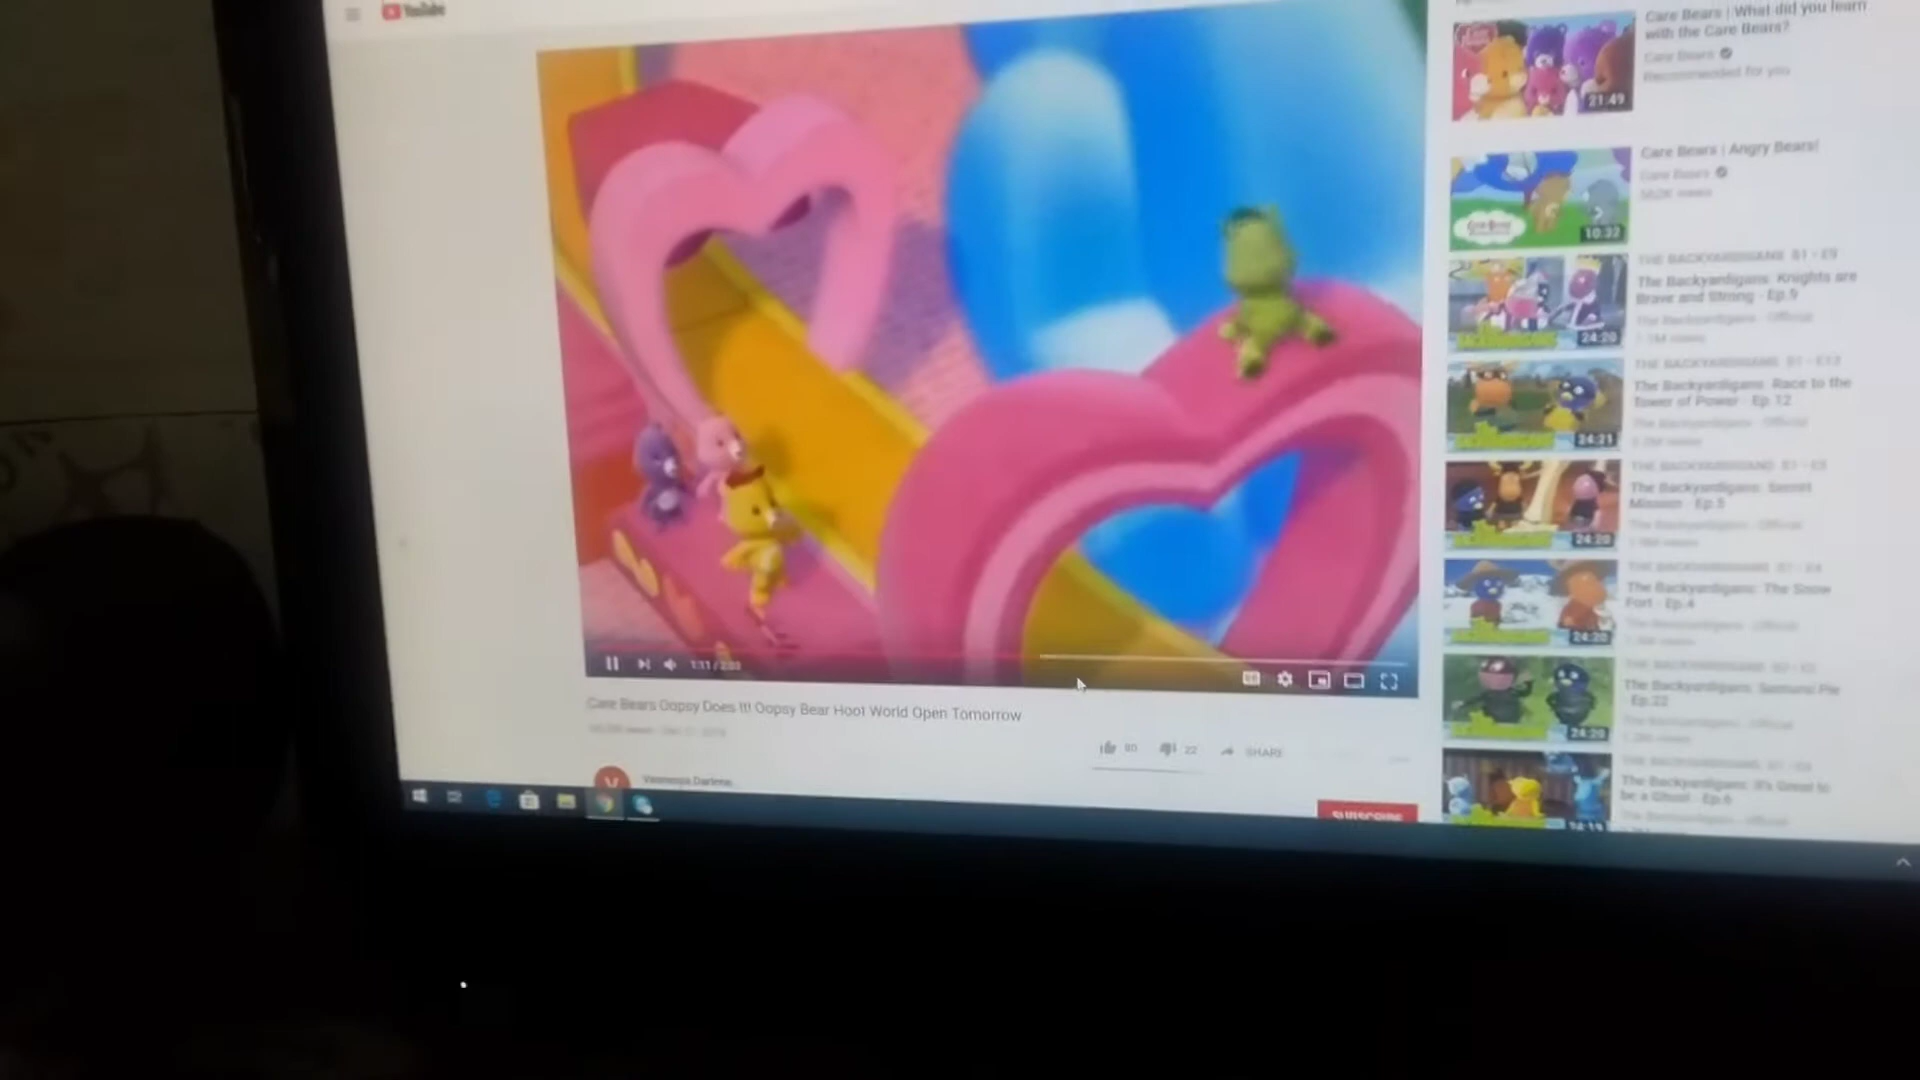 YouTube
1:11 / 2:03
Care Bears Oopsy Does It! Oopsy Bear Hoot World Open Tomorrow
80
22
SHARE
Darlene
SUBSCRIBE
Care Bears | What did you learn
with the Care Bears?
Care Bears
Recommended for you
21:49
Care Bears | Angry Bears!
Care Bears
10:32
THE BACKYARDIGANS S1 - E9
The Backyardigans: Knights are
Brave and Strong - Ep.9
The Backyardigans - Official
24:20
THE BACKYARDIGANS S1 - E12
The Backyardigans: Race to the
Tower of Power - Ep.12
The Backyardigans - Official
24:21
THE BACKYARDIGANS S1 - E5
The Backyardigans: Secret
Mission - Ep.5
The Backyardigans - Official
24:20
The Backyardigans: The Snow
Fort - Ep.4
The Backyardigans - Official
24:20
The Backyardigans: Samurai Pie
- Ep.22
The Backyardigans - Official
24:20
The Backyardigans: It's Great to
be a Ghost - Ep.6
The Backyardigans - Official
24:19